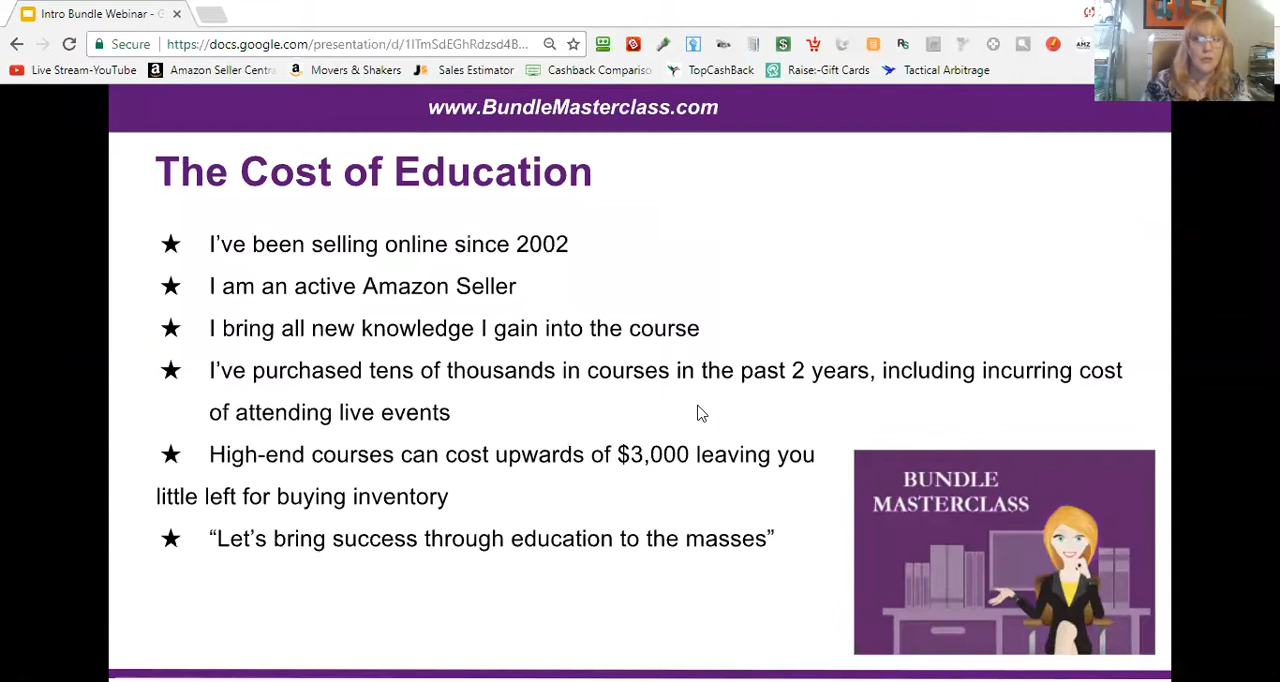 Intro Bundle Webinar - G
Secure
https://docs.google.com/presentation/d/1ITmSdEGhRdzsd4B...
Live Stream-YouTube
Amazon Seller Centra
Movers & Shakers
Sales Estimator
Cashback Compariso
TopCashBack
Raise:-Gift Cards
Tactical Arbitrage
www.BundleMasterclass.com
The Cost of Education
★ I’ve been selling online since 2002
★ I am an active Amazon Seller
★ I bring all new knowledge I gain into the course
★ I’ve purchased tens of thousands in courses in the past 2 years, including incurring cost
of attending live events
★ High-end courses can cost upwards of $3,000 leaving you
little left for buying inventory
★ “Let’s bring success through education to the masses”
BUNDLE
MASTERCLASS